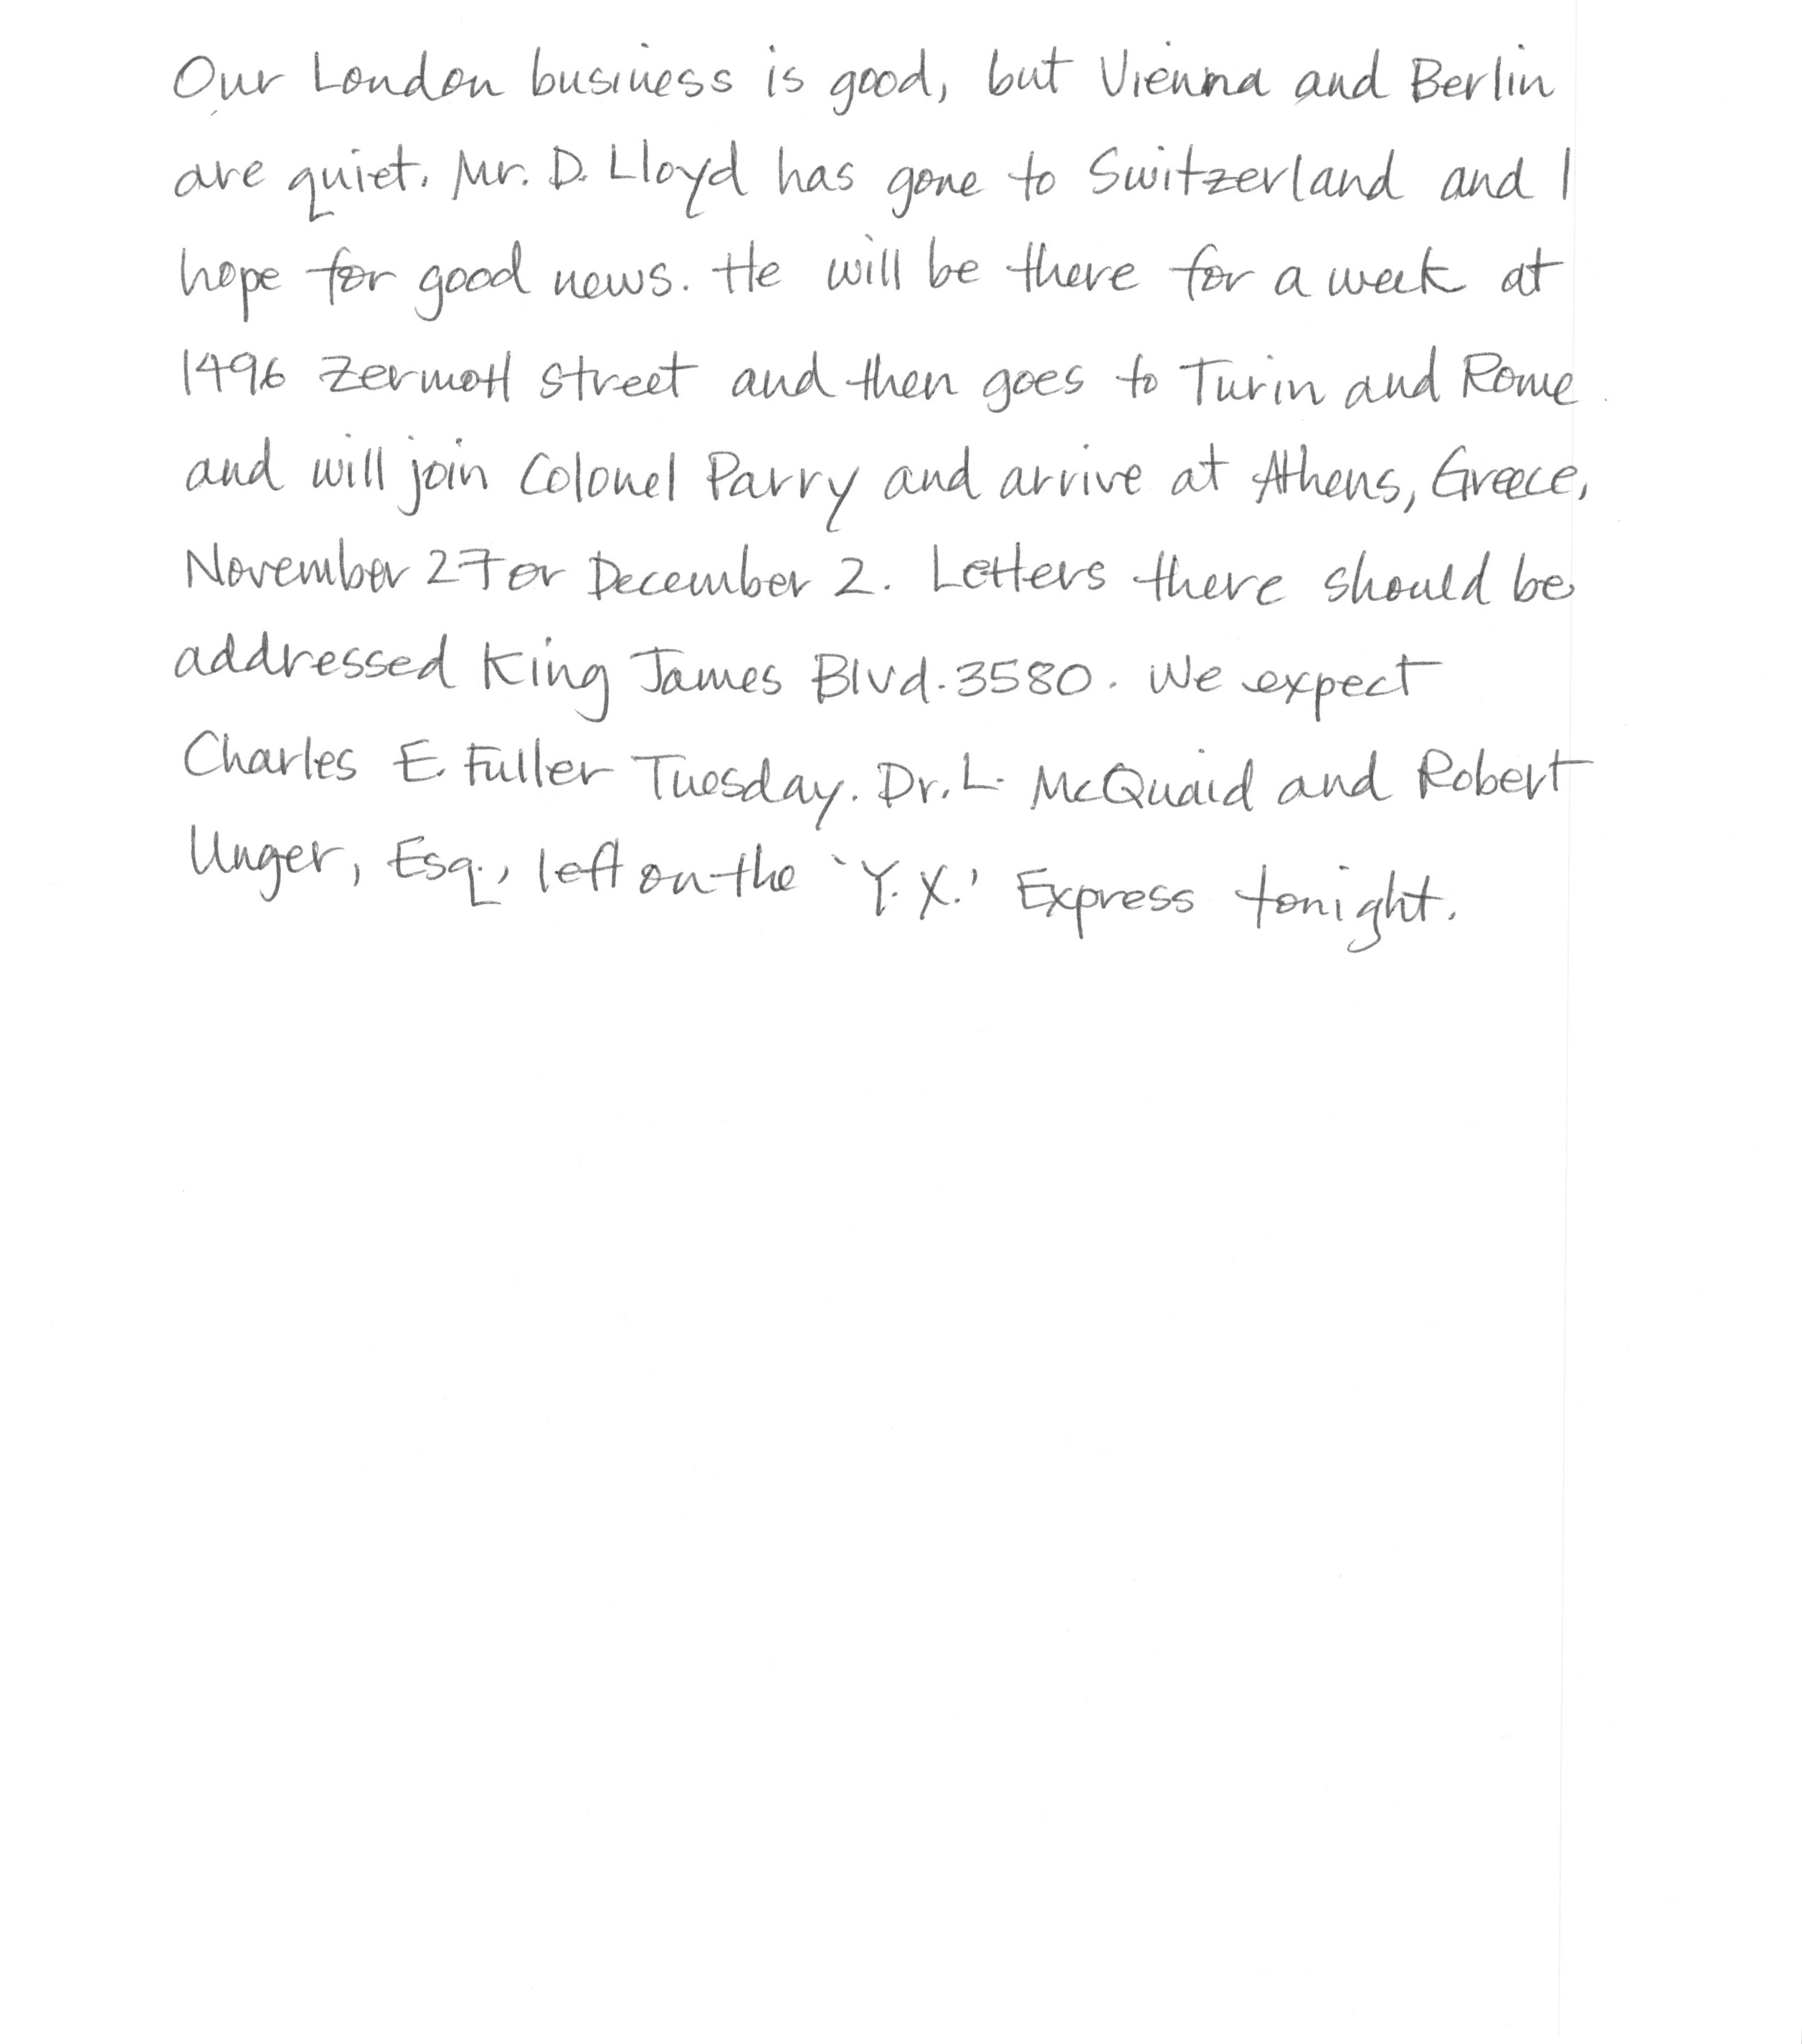 Our London business is good, but Vienna and Berlin
are quiet. Mr. D. Lloyd has gone to Switzerland and I
hope for good news. He will be there for a week at
1496 Zermott Street and then goes to Turin and Rome
and will join Colonel Parry and arrive at Athens, Greece,
November 27 or December 2. Letters there should be
addressed King James Blvd. 3580. We expect
Charles E. Fuller Tuesday. Dr. L. McQuaid and Robert
Unger, Esq., left on the 'Y.X.' Express tonight.